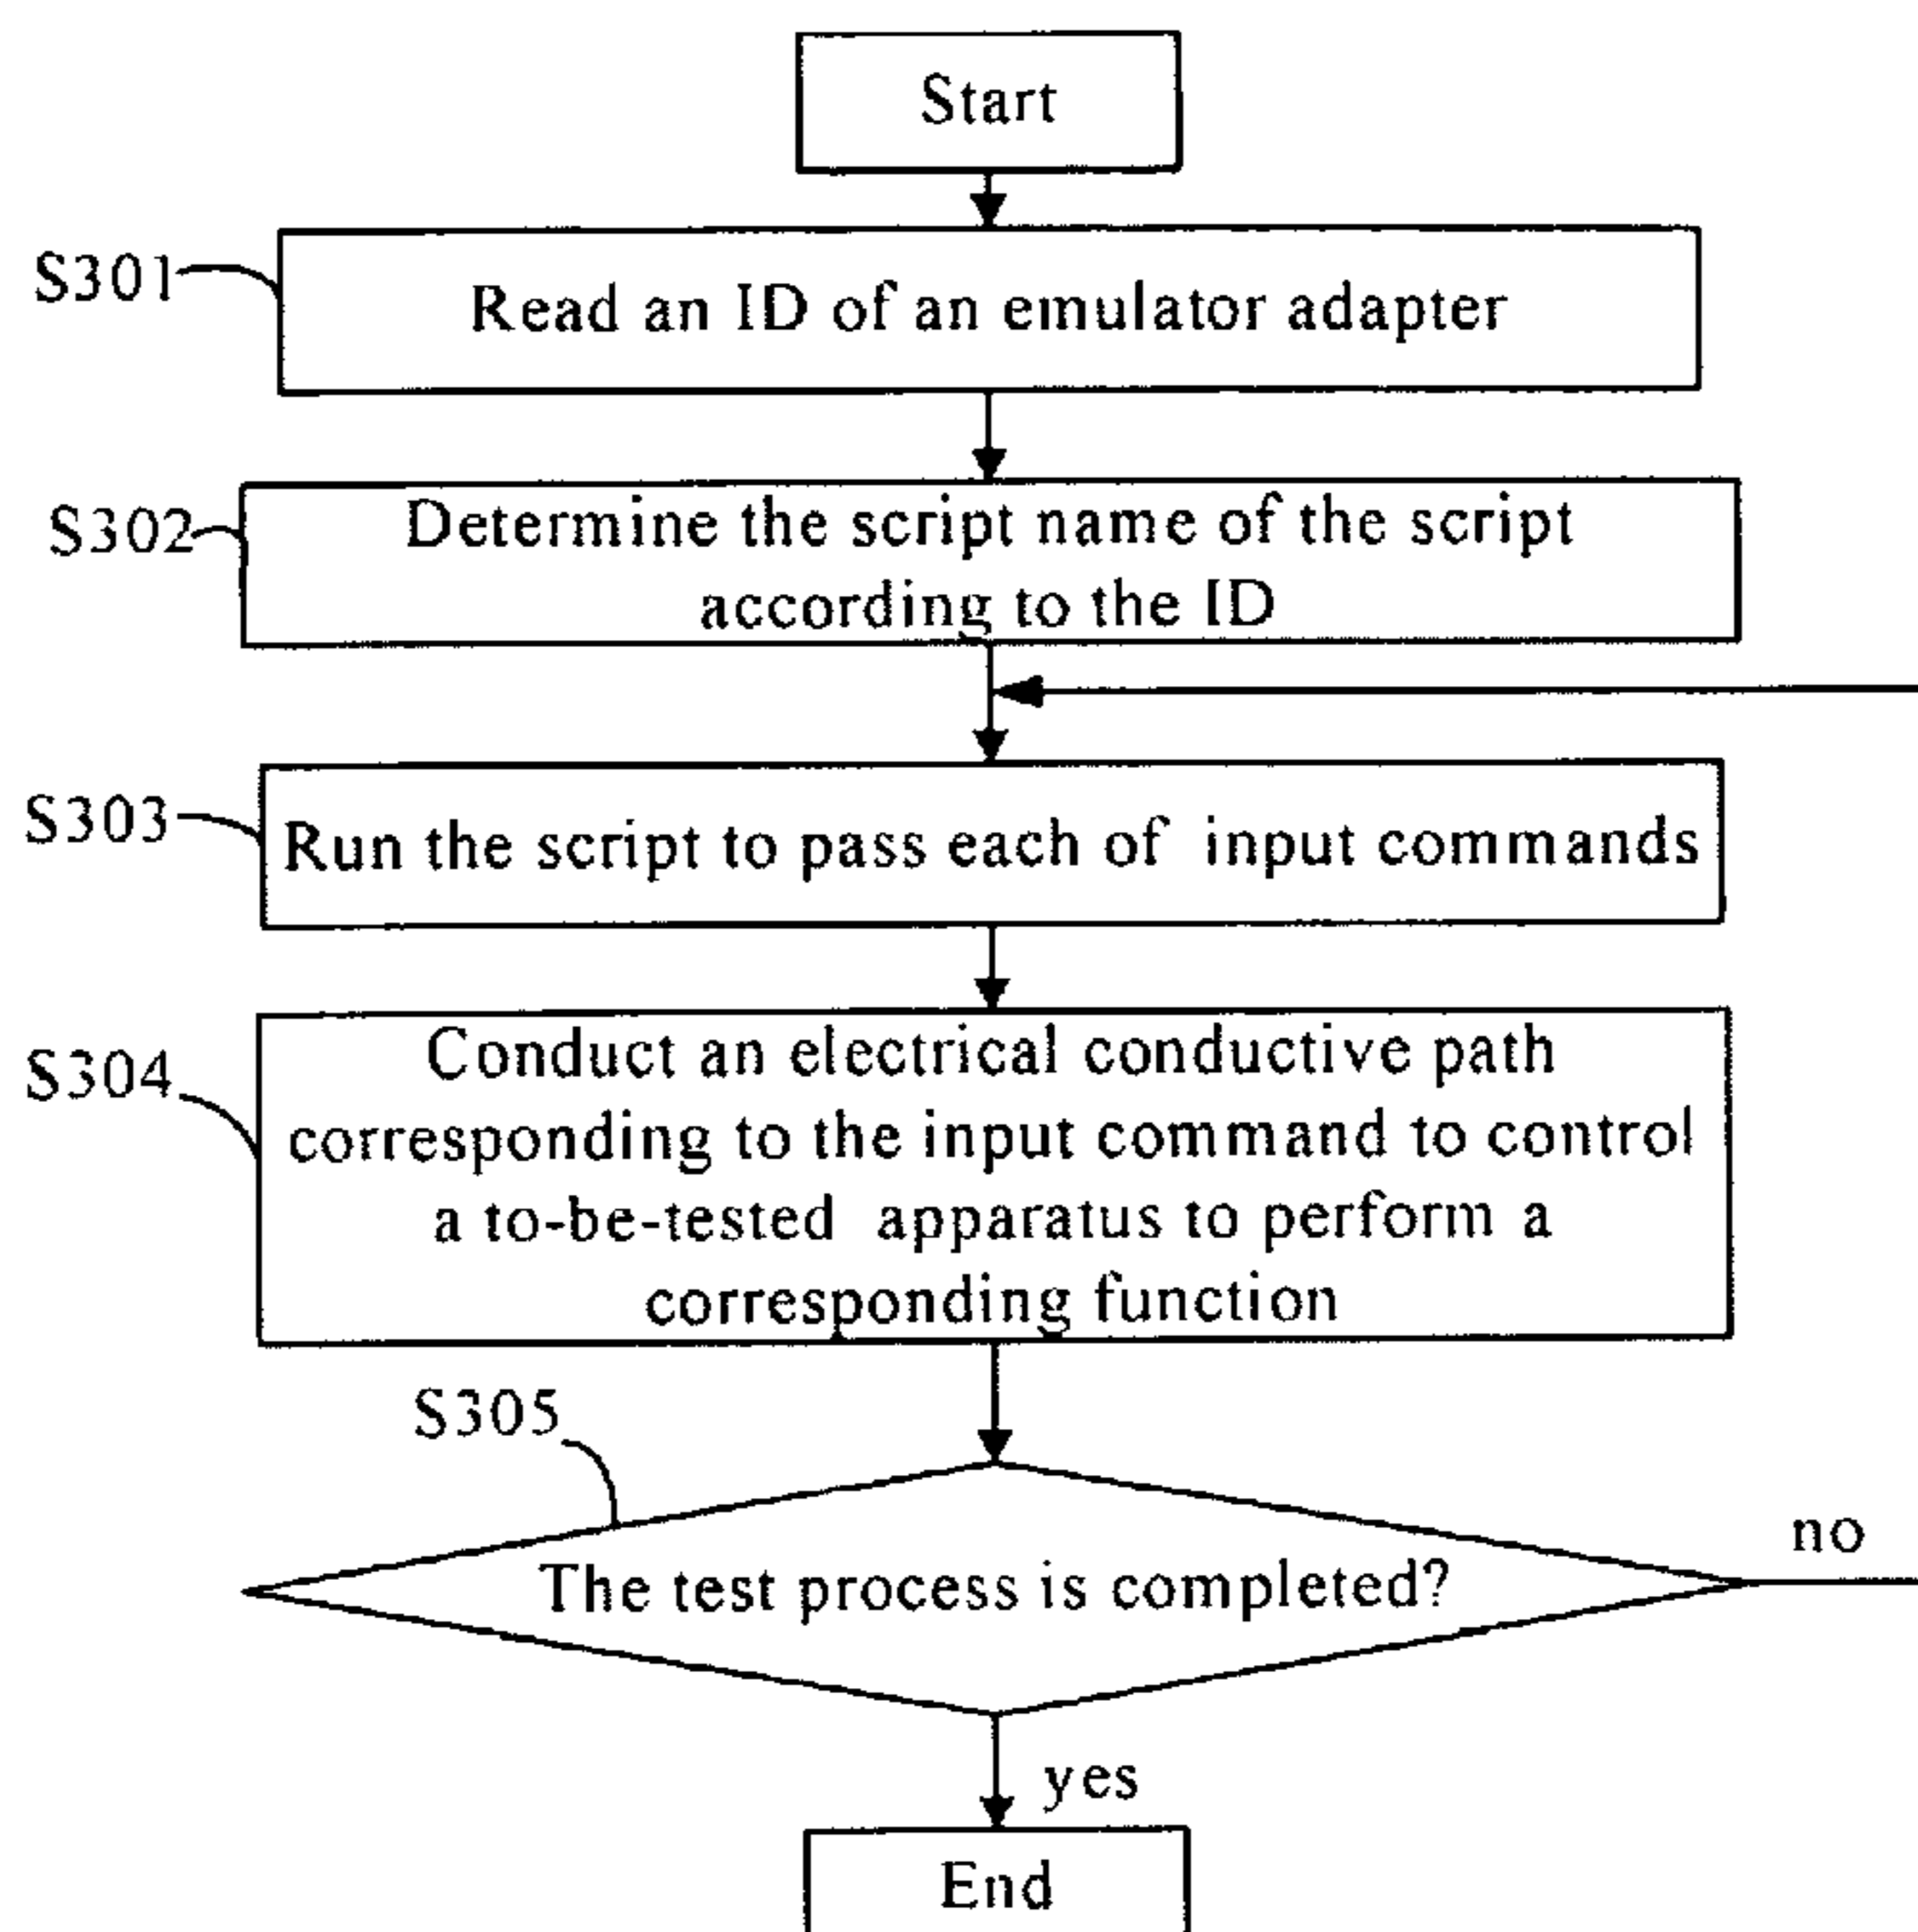 Start
S301
Read an ID of an emulator adapter
S302
Determine the script name of the script
according to the ID
S303
Run the script to pass each of input commands
S304
Conduct an electrical conductive path
corresponding to the input command to control
a to-be-tested apparatus to perform a
corresponding function
S305
The test process is completed?
no
yes
End